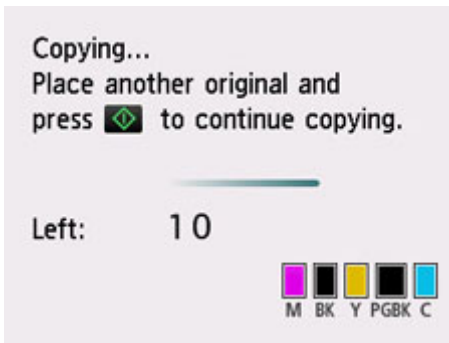 Copying...
Place another original and
press to continue copying.
Left: 10
M BK Y PGBK C